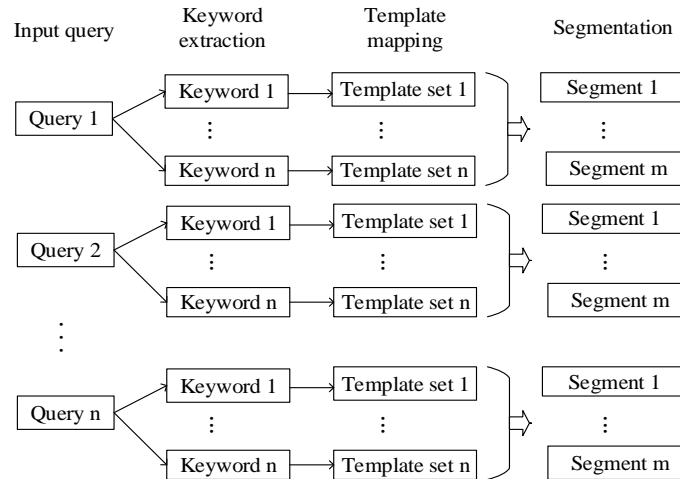 Input query
Keyword
extraction
Template
mapping
Segmentation
Query 1
Keyword 1
Template set 1
Segment 1
⋮
⋮
⋮
Keyword n
Template set n
Segment m
Query 2
Keyword 1
Template set 1
Segment 1
⋮
⋮
⋮
Keyword n
Template set n
Segment m
⋮
Query n
Keyword 1
Template set 1
Segment 1
⋮
⋮
⋮
Keyword n
Template set n
Segment m